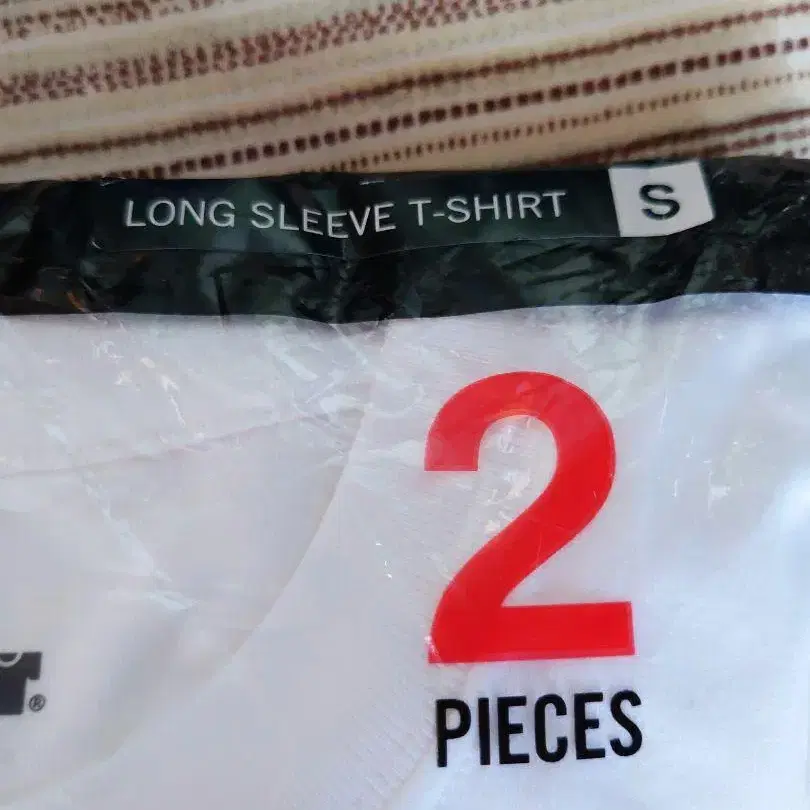 LONG SLEEVE T-SHIRT S
2
PIECES
®